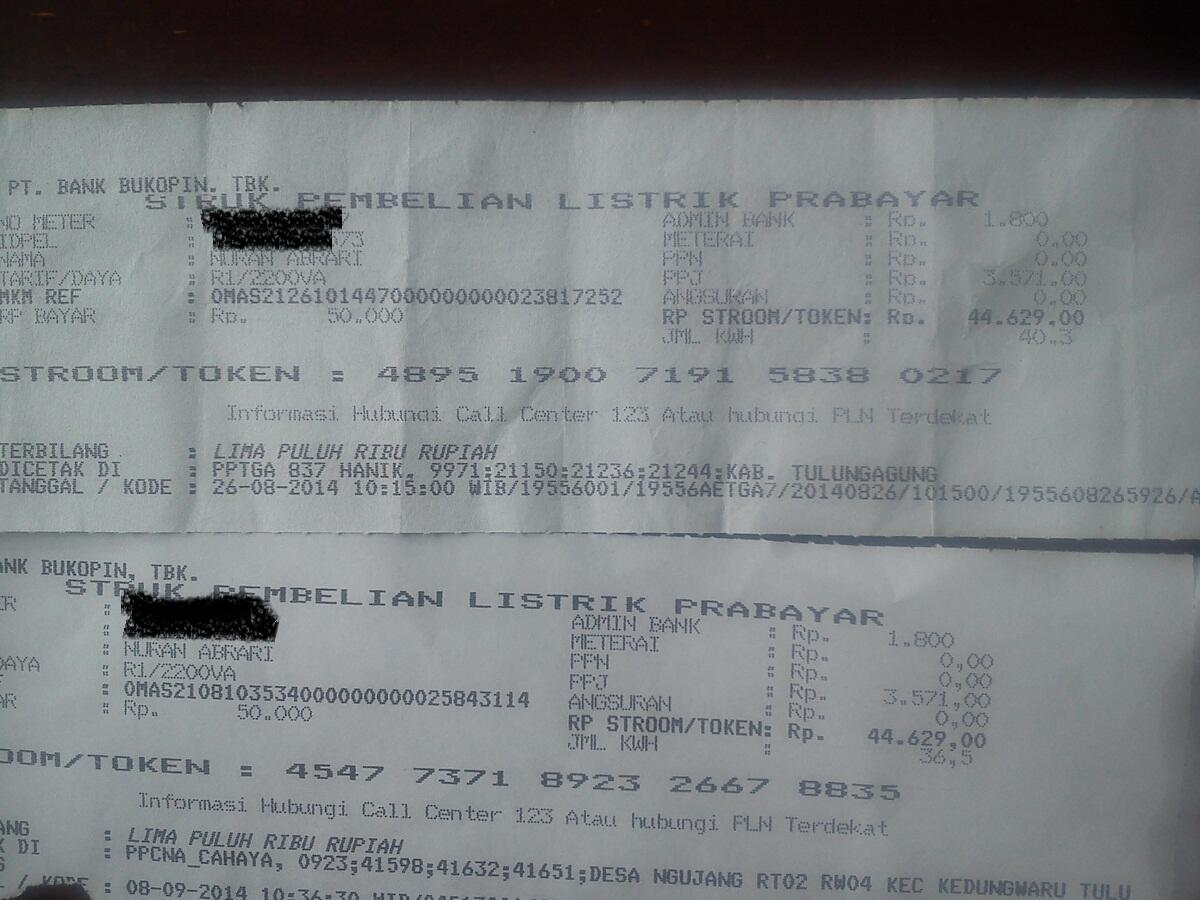 PT. BANK BUKOPIN. TBK.
STRUK PEMBELIAN LISTRIK PRABAYAR
NO METER :
IDPEL : 73
NAMA : NURAN ABRARI
TARIF/DAYA : R1/2200VA
MKM REF : 0MAS2126101447000000000023817252
RP BAYAR : Rp. 50.000
ADMIN BANK : Rp. 1.800
METERAI : Rp. 0.00
PPN : Rp. 0.00
PPJ : Rp. 3.571.00
ANGSURAN : Rp. 0.00
RP STROOM/TOKEN: Rp. 44.629.00
JML KWH : 40.3
STROOM/TOKEN : 4895 1900 7191 5838 0217
Informasi Hubungi Call Center 123 Atau hubungi PLN Terdekat
TERBILANG : LIMA PULUH RIBU RUPIAH
DICETAK DI : PPTGA 837 HANIK, 9971;21150;21236;21244;KAB. TULUNGAGUNG
TANGGAL / KODE : 26-08-2014 10:15:00 WIB/19556001/19556AETGA7/20140826/101500/1955608265926/A
ANK BUKOPIN, TBK.
STRUK PEMBELIAN LISTRIK PRABAYAR
ER :
:
: NURAN ABRARI
DAYA : R1/2200VA
: 0MAS2108103534000000000025843114
AR : Rp. 50.000
ADMIN BANK : Rp. 1.800
METERAI : Rp. 0,00
PPN : Rp. 0,00
PPJ : Rp. 3.571,00
ANGSURAN : Rp. 0,00
RP STROOM/TOKEN: Rp. 44.629,00
JML KWH : 36,5
OOM/TOKEN : 4547 7371 8923 2667 8835
Informasi Hubungi Call Center 123 Atau hubungi PLN Terdekat
ANG : LIMA PULUH RIBU RUPIAH
K DI : PPCNA_CAHAYA, 0923;41598;41632;41651;DESA NGUJANG RT02 RW04 KEC KEDUNGWARU TULU
/ KODE : 08-09-2014 10:36:30